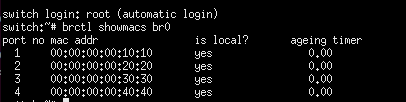 switch login: root (automatic login)
switch:~# brctl showmacs br0
port no mac addr is local? ageing timer
1 00:00:00:00:10:10 yes 0.00
2 00:00:00:00:20:20 yes 0.00
3 00:00:00:00:30:30 yes 0.00
4 00:00:00:00:40:40 yes 0.00
switch:~#